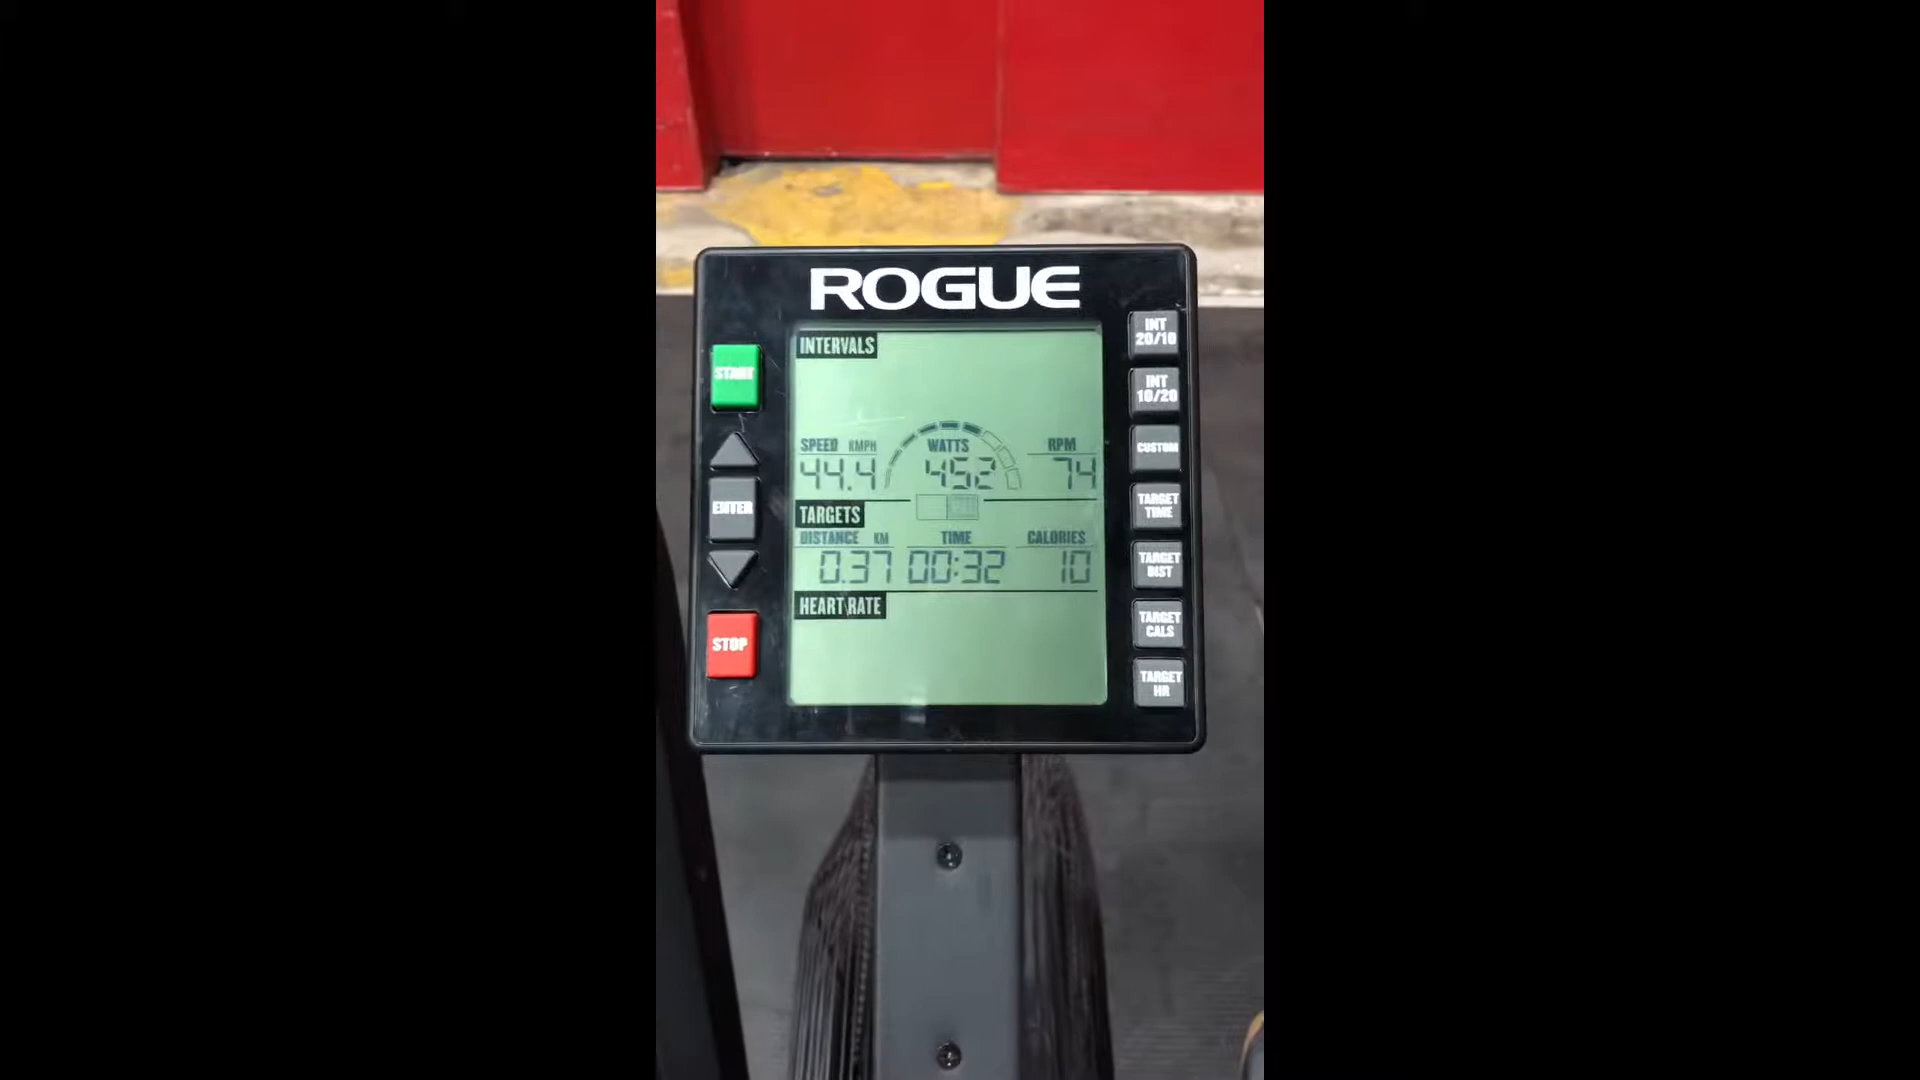 ROGUE
INTERVALS
INT
20/10
START
INT
10/20
SPEED KMPH WATTS RPM
CUSTOM
44.4 452 74
ENTER
TARGETS
TARGET
TIME
DISTANCE KM TIME CALORIES
0.37 00:32 10
TARGET
DIST
HEART RATE
TARGET
CALS
STOP
TARGET
HR